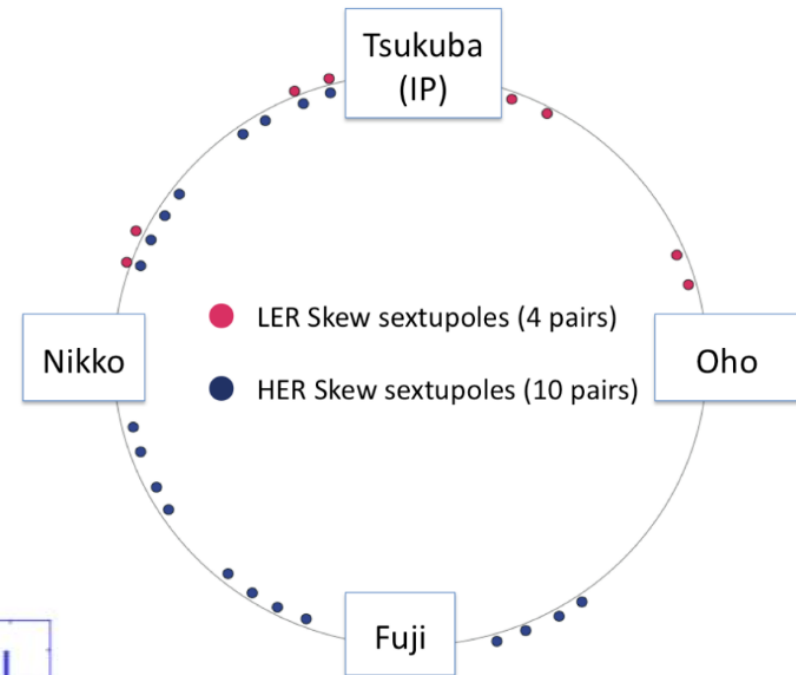 Tsukuba
(IP)
LER Skew sextupoles (4 pairs)
Nikko
Oho
HER Skew sextupoles (10 pairs)
Fuji